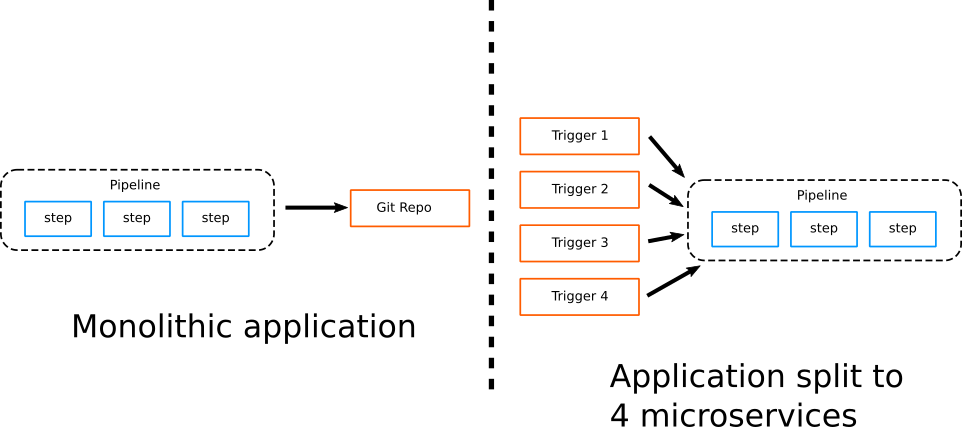 Pipeline
step
step
step
Git Repo
Monolithic application
Trigger 1
Trigger 2
Trigger 3
Trigger 4
Pipeline
step
step
step
Application split to
4 microservices